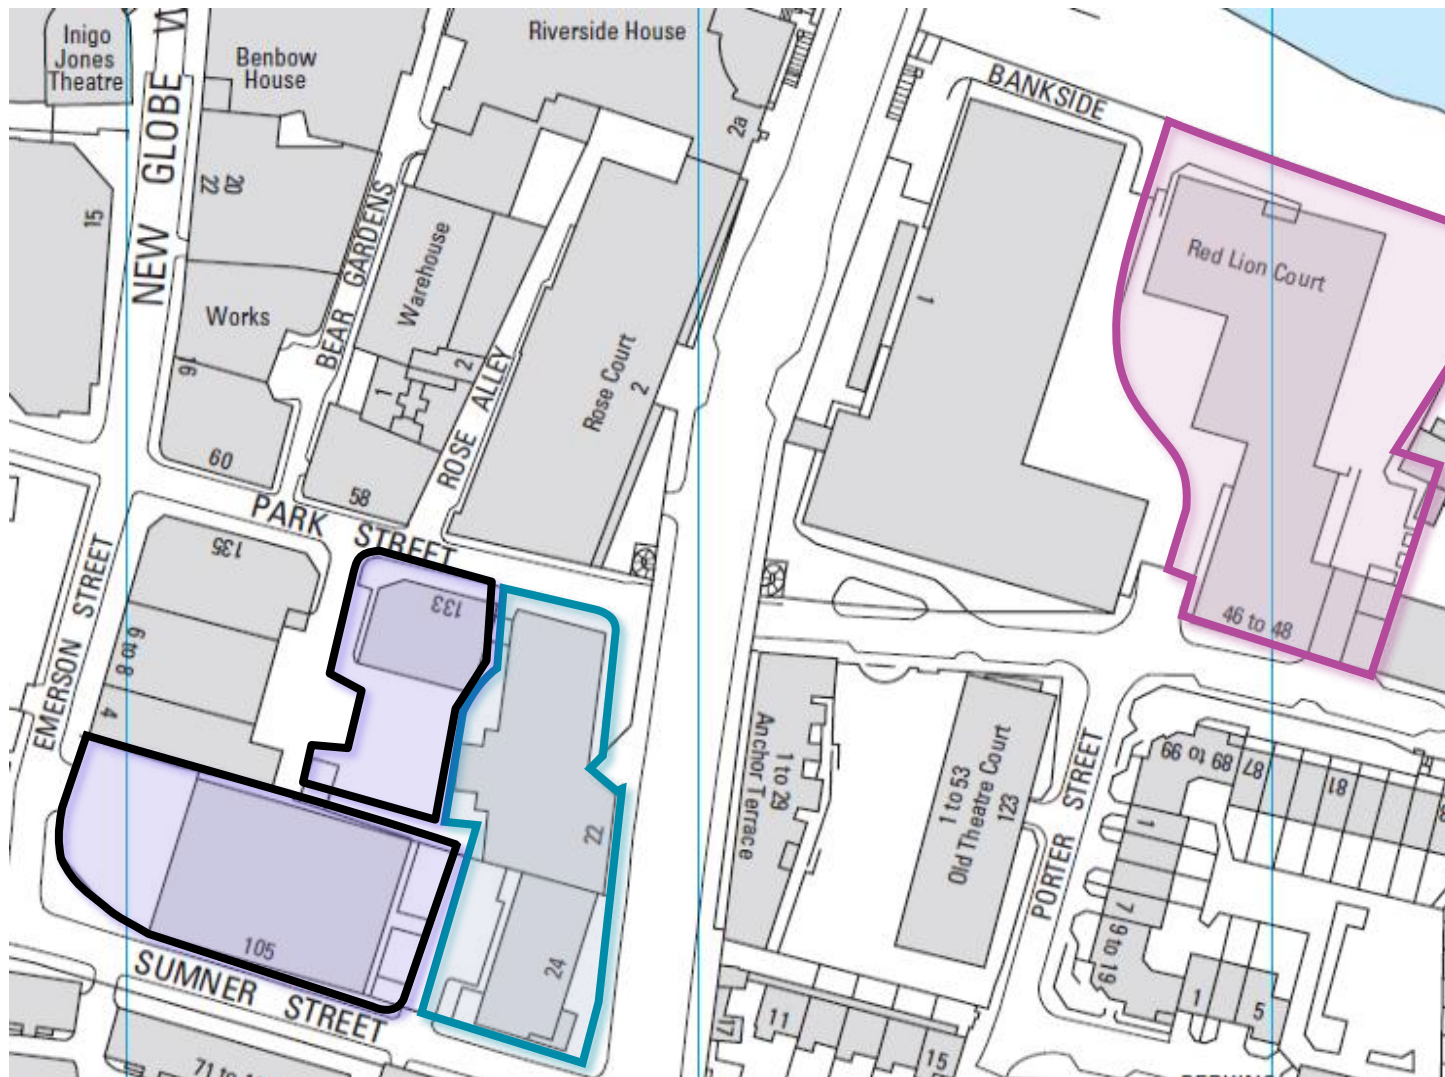 Inigo
Jones
Theatre
NEW GLOBE W
Benbow
House
Riverside House
2a
BANKSIDE
15
20
22
BEAR GARDENS
Warehouse
Red Lion Court
Works
1
16
1
2
ROSE ALLEY
Rose Court
2
60
58
PARK STREET
135
133
EMERSON STREET
6 to 8
4
46 to 48
22
24
105
SUMNER STREET
Anchor Terrace
1 to 29
1 to 53
Old Theatre Court
123
PORTER STREET
89 to 99
87
81
1
7
9 to 19
1
5
17
11
15